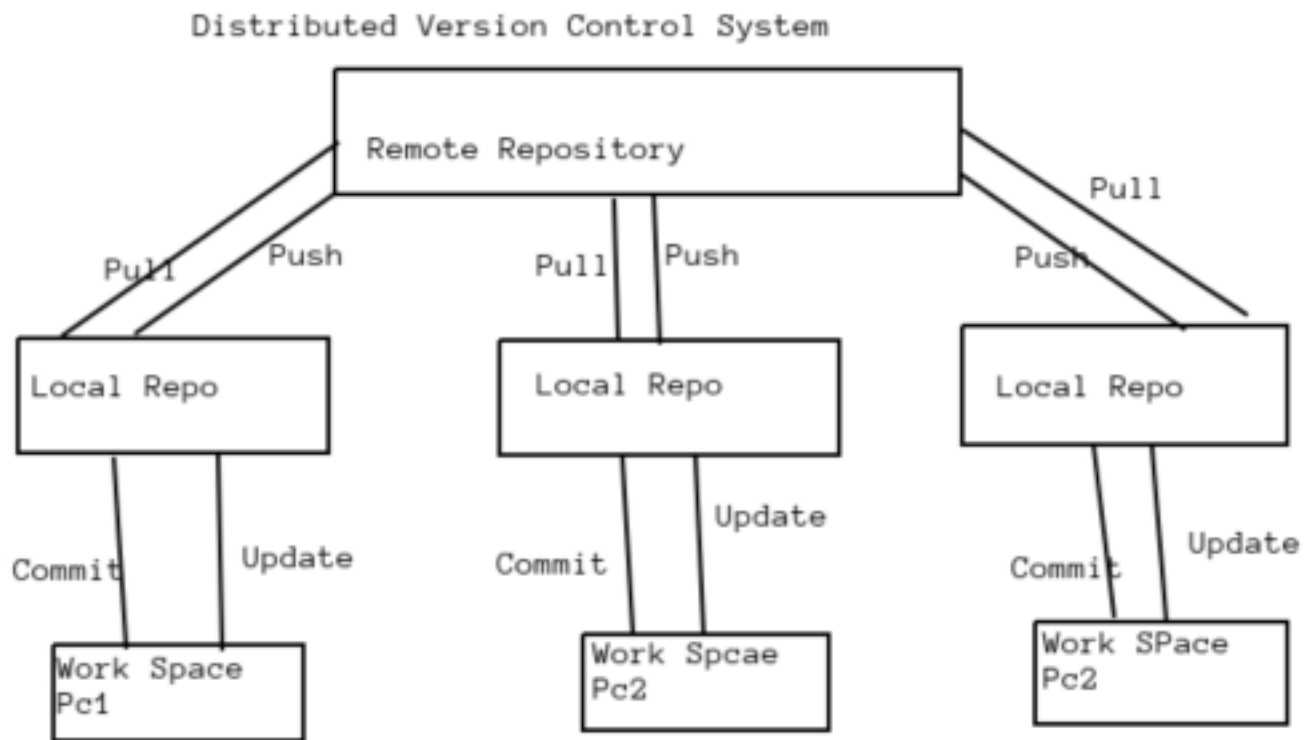 Distributed Version Control System
Remote Repository
Pull
Push
Pull
Push
Pull
Push
Local Repo
Local Repo
Local Repo
Commit
Update
Commit
Update
Commit
Update
Work Space
Pc1
Work Spcae
Pc2
Work SPace
Pc2